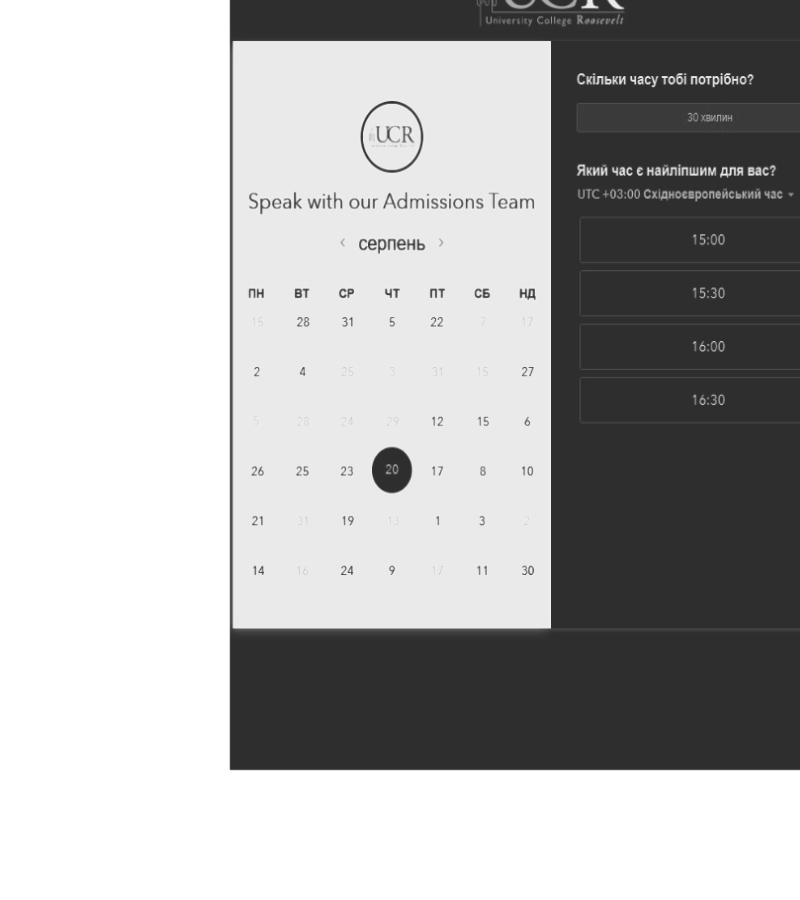 UCR
University College Roosevelt
UCR
Speak with our Admissions Team
‹ серпень ›
ПН ВТ СР ЧТ ПТ СБ НД
15 28 31 5 22 7 17
2 4 25 3 31 15 27
5 28 24 29 12 15 6
26 25 23 20 17 8 10
21 31 19 13 1 3 2
14 16 24 9 17 11 30
Скільки часу тобі потрібно?
30 хвилин
Який час є найліпшим для вас?
UTC +03:00 Східноєвропейський час
15:00
15:30
16:00
16:30